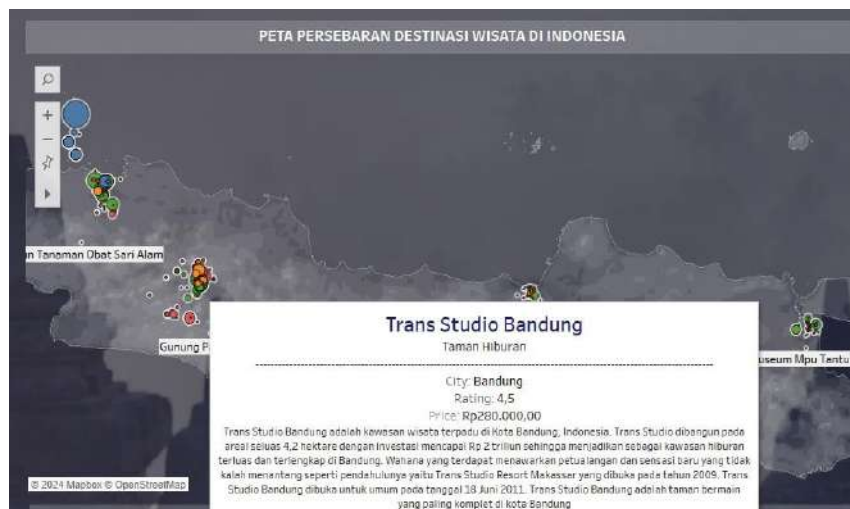 PETA PERSEBARAN DESTINASI WISATA DI INDONESIA
n Tanaman Obat Sari Alam
Gunung P
useum Mpu Tantu
Trans Studio Bandung
Taman Hiburan
City: Bandung
Rating: 4,5
Price: Rp280.000,00
Trans Studio Bandung adalah kawasan wisata terpadu di Kota Bandung, Indonesia. Trans Studio dibangun pada
areal seluas 4,2 hektare dengan investasi mencapai Rp 2 triliun sehingga menjadikan sebagai kawasan hiburan
terluas dan terlengkap di Bandung. Wahana yang terdapat menawarkan petualangan dan sensasi baru yang tidak
kalah menantang seperti pendahulunya yaitu Trans Studio Resort Makasser yang dibuka pada tahun 2009. Trans
Studio Bandung dibuka untuk umum pada tanggal 18 Juni 2011. Trans Studio Bandung adalah taman bermain
yang paling komplet di kota Bandung
© 2024 Mapbox © OpenStreetMap